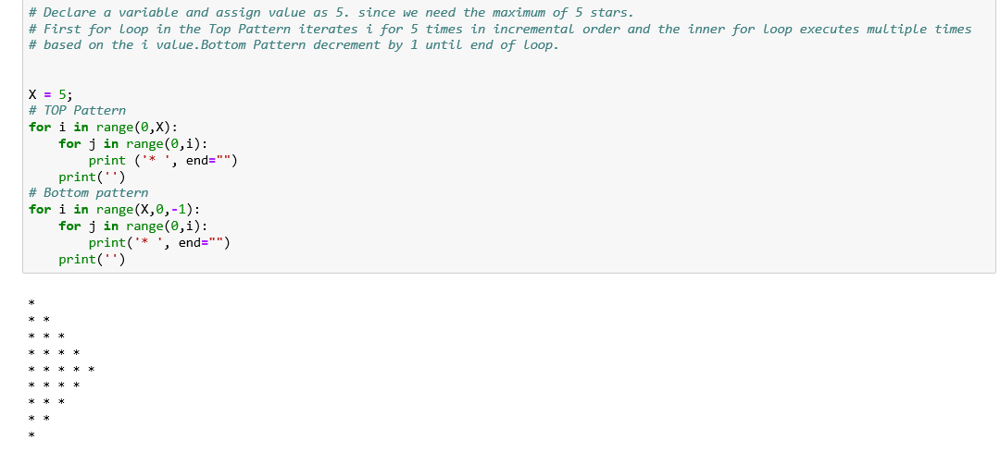 # Declare a variable and assign value as 5. since we need the maximum of 5 stars.
# First for loop in the Top Pattern iterates i for 5 times in incremental order and the inner for loop executes multiple times
# based on the i value.Bottom Pattern decrement by 1 until end of loop.
X = 5;
# TOP Pattern
for i in range(0,X):
    for j in range(0,i):
        print ('* ', end="")
    print('')
# Bottom pattern
for i in range(X,0,-1):
    for j in range(0,i):
        print('* ', end="")
    print('')
*
* *
* * *
* * * *
* * * * *
* * * *
* * *
* *
*